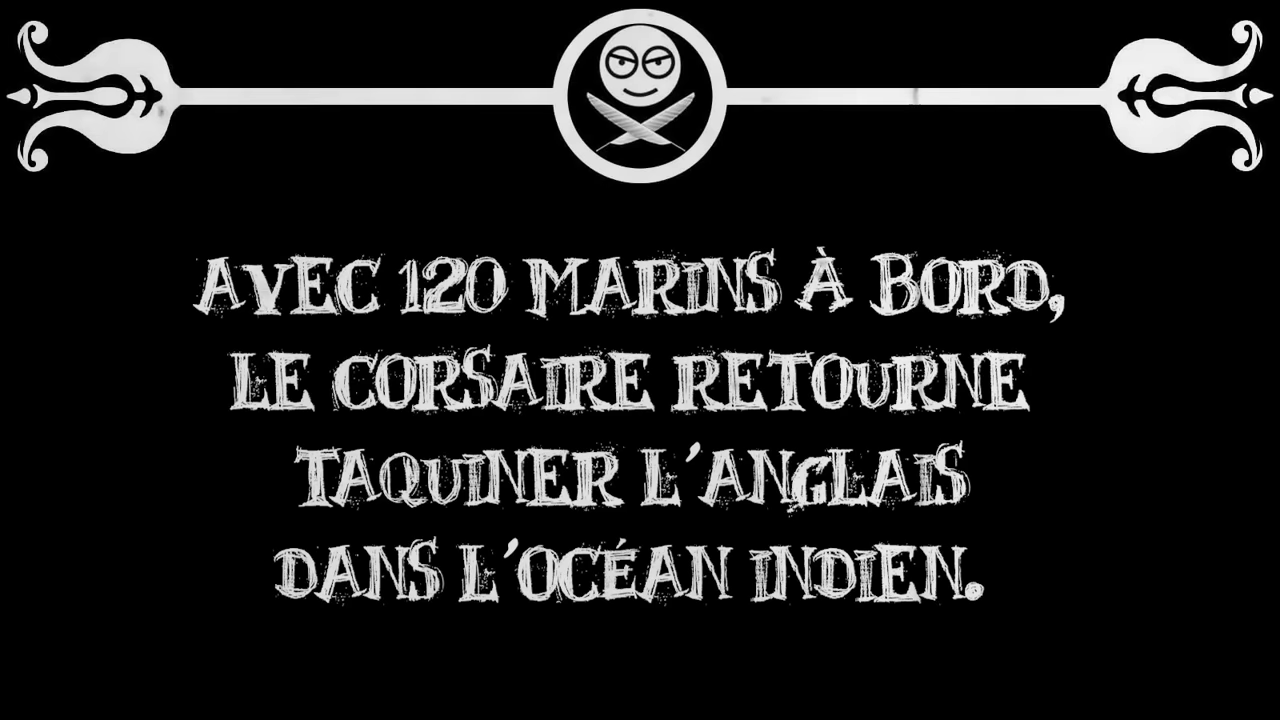 AVEC 120 MARINS À BORD,
LE CORSAIRE RETOURNE
TAQUINER L'ANGLAIS
DANS L'OCÉAN INDIEN.